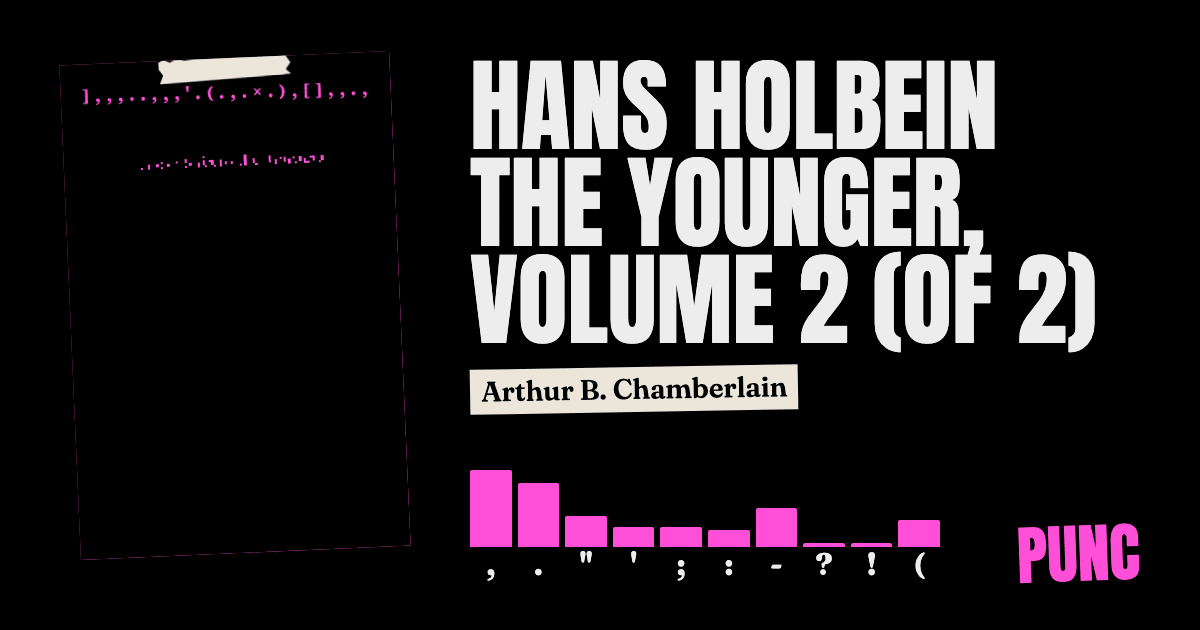 ],,,..,,,'.(.,.×.),[],,.,
HANS HOLBEIN
THE YOUNGER,
VOLUME 2 (OF 2)
Arthur B. Chamberlain
, . " ' ; : - ? ! (
PUNC